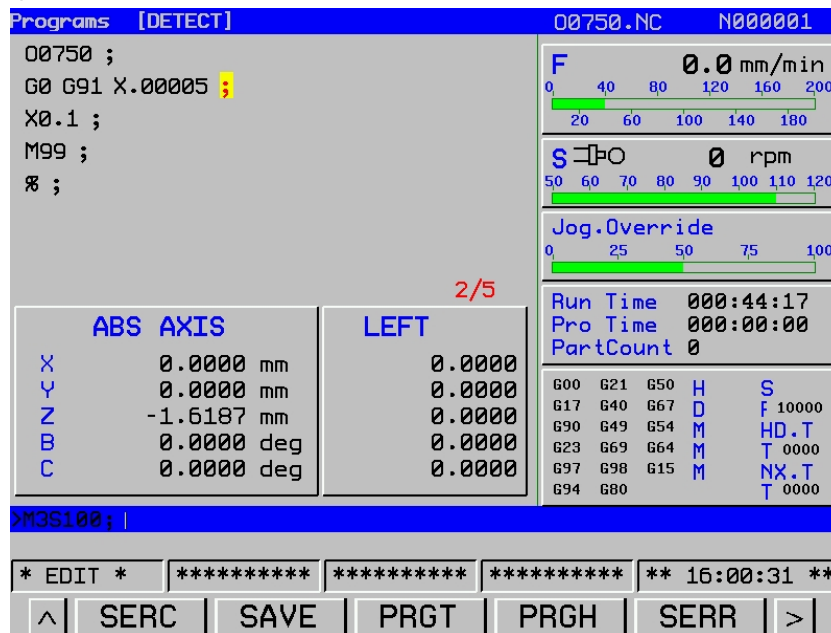 Programs [DETECT] O0750.NC N000001
O0750 ;
G0 G91 X.00005 ;
X0.1 ;
M99 ;
% ;
2/5
F 0.0 mm/min
0 40 80 120 160 200
20 60 100 140 180
S 0 rpm
50 60 70 80 90 100 110 120
Jog.Override
0 25 50 75 100
Run Time 000:44:17
Pro Time 000:00:00
PartCount 0
ABS AXIS LEFT
X 0.0000 mm 0.0000
Y 0.0000 mm 0.0000
Z -1.6187 mm 0.0000
B 0.0000 deg 0.0000
C 0.0000 deg 0.0000
G00 G21 G50 H S
G17 G40 G67 D F 10000
G90 G49 G54 M HD.T
G23 G69 G64 M T 0000
G97 G98 G15 M NX.T
G94 G80 T 0000
>M3S100;
* EDIT * ********** ********** ********** ** 16:00:31 **
^ SERC SAVE PRGT PRGH SERR >